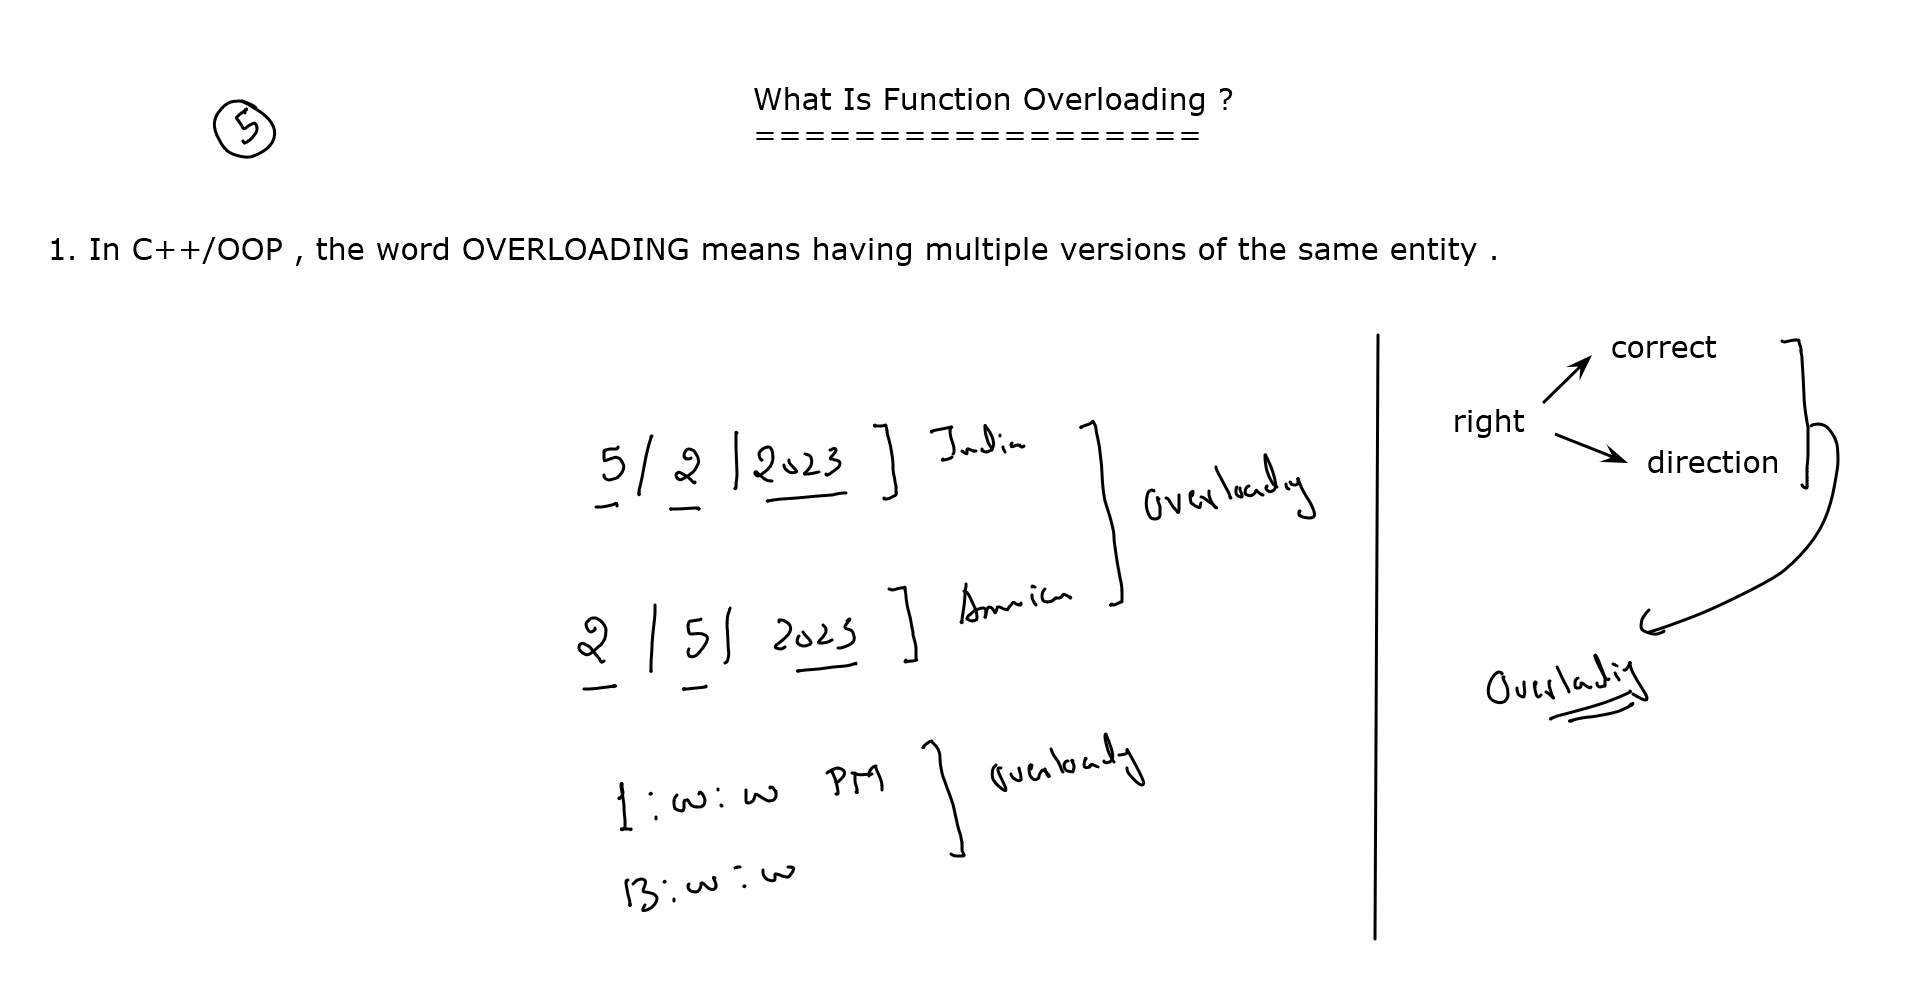 5
What Is Function Overloading ?
==================
1. In C++/OOP , the word OVERLOADING means having multiple versions of the same entity .
5/2/2023 ] India
2/5/2023 ] America
] Overloading
1:00:00 PM
13:00:00
] Overloading
right
correct
direction
Overloading